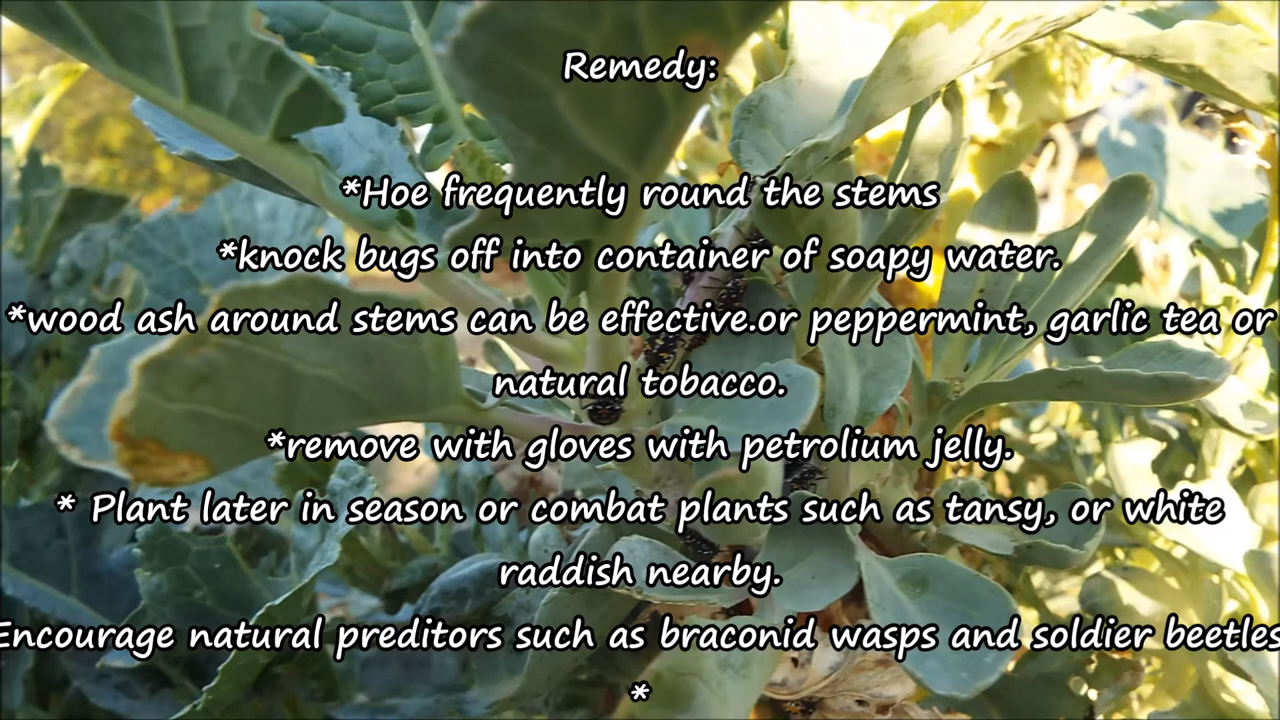 Remedy:
*Hoe frequently round the stems
*knock bugs off into container of soapy water.
*wood ash around stems can be effective.or peppermint, garlic tea or
natural tobacco.
*remove with gloves with petrolium jelly.
* Plant later in season or combat plants such as tansy, or white
raddish nearby.
Encourage natural preditors such as braconid wasps and soldier beetles
*